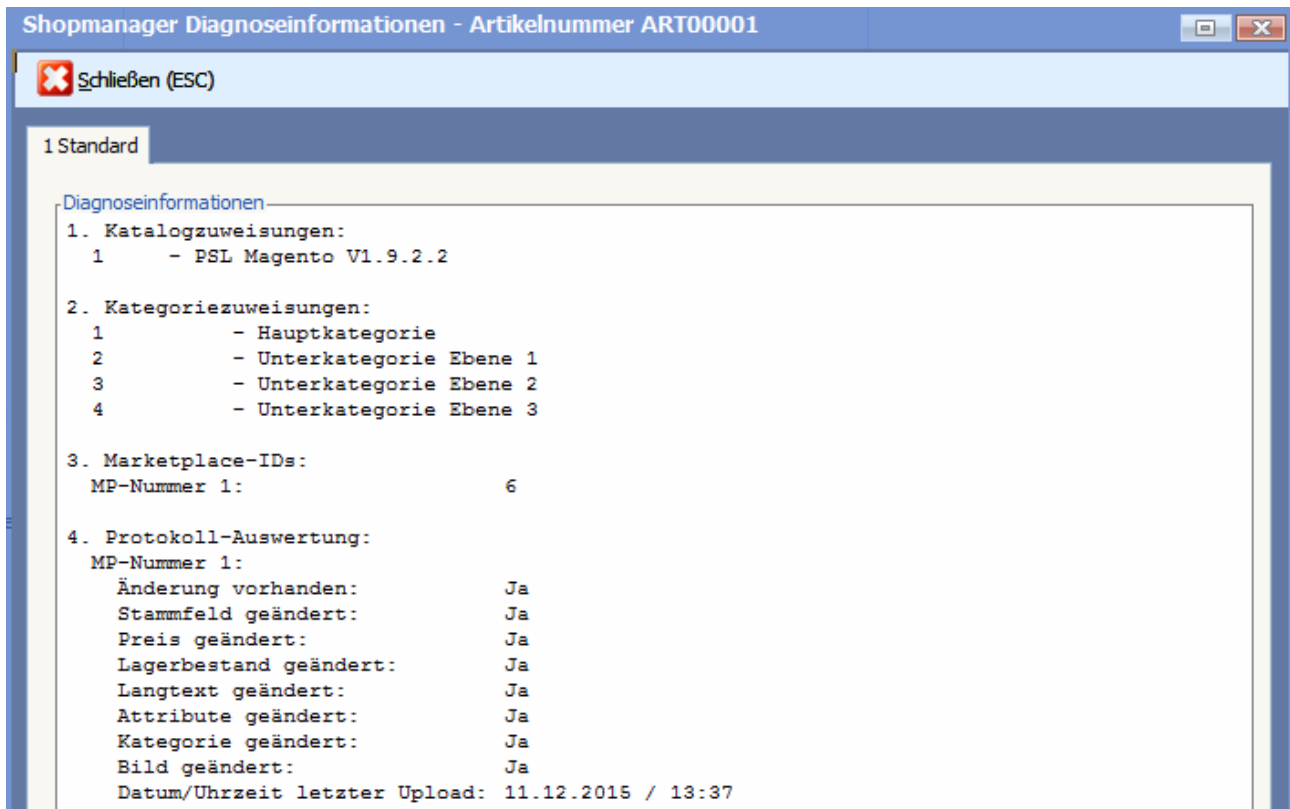 Shopmanager Diagnoseinformationen - Artikelnummer ART00001
Schließen (ESC)
1 Standard
Diagnoseinformationen
1. Katalogzuweisungen:
1 - PSL Magento V1.9.2.2
2. Kategoriezuweisungen:
1 - Hauptkategorie
2 - Unterkategorie Ebene 1
3 - Unterkategorie Ebene 2
4 - Unterkategorie Ebene 3
3. Marketplace-IDs:
MP-Nummer 1: 6
4. Protokoll-Auswertung:
MP-Nummer 1:
Änderung vorhanden: Ja
Stammfeld geändert: Ja
Preis geändert: Ja
Lagerbestand geändert: Ja
Langtext geändert: Ja
Attribute geändert: Ja
Kategorie geändert: Ja
Bild geändert: Ja
Datum/Uhrzeit letzter Upload: 11.12.2015 / 13:37